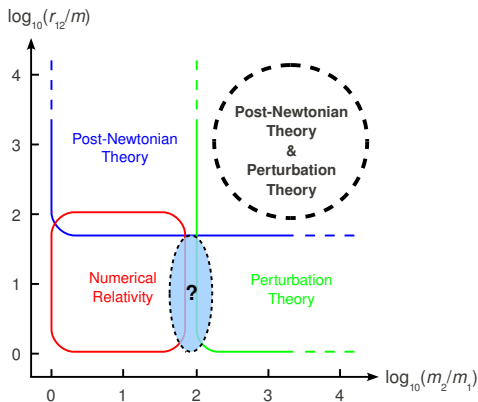 log₁₀(r₁₂/m)
4
Post-Newtonian
Theory
&
Perturbation
Theory
Post-Newtonian
Theory
3
2
Numerical
Relativity
?
Perturbation
Theory
1
0
0
1
2
3
4
log₁₀(m₂/m₁)